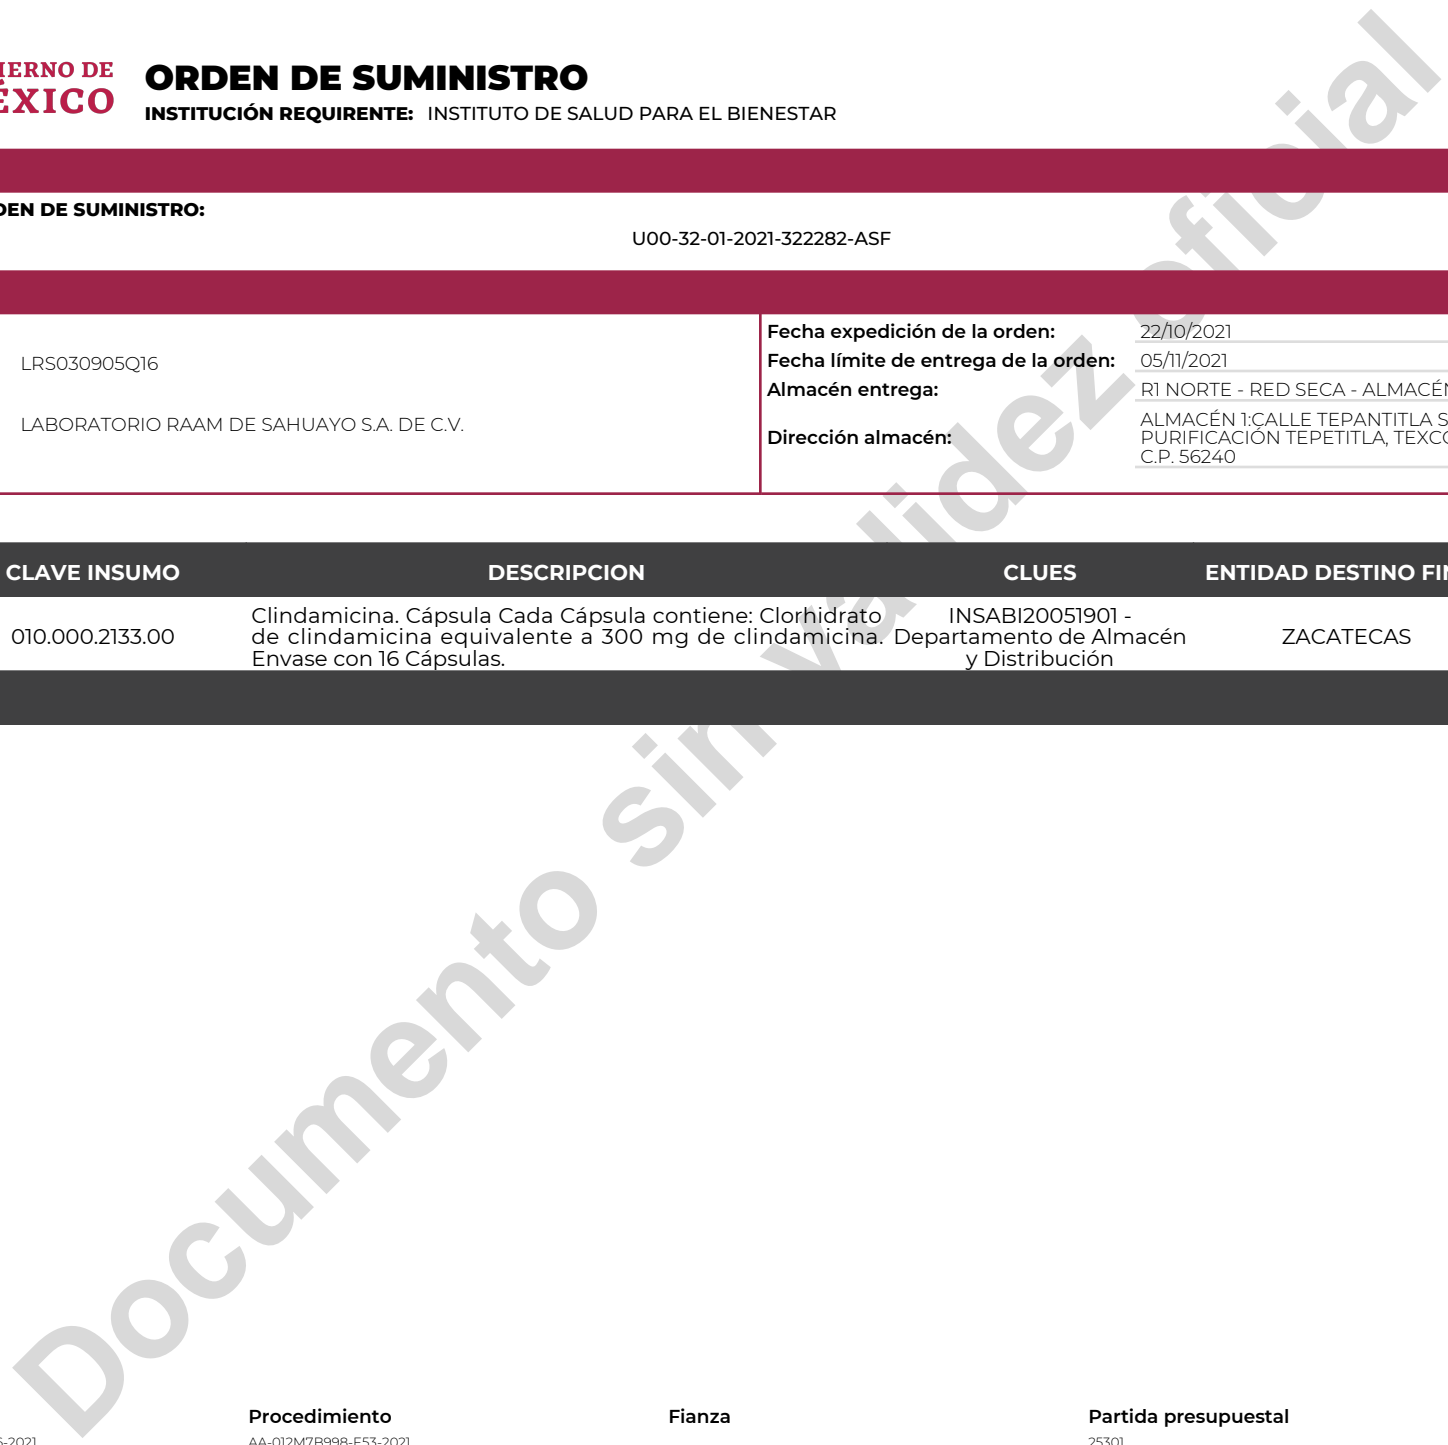 IERNO DE
ÉXICO
ORDEN DE SUMINISTRO
INSTITUCIÓN REQUIRENTE: INSTITUTO DE SALUD PARA EL BIENESTAR
DEN DE SUMINISTRO:
U00-32-01-2021-322282-ASF
LRS030905Q16
LABORATORIO RAAM DE SAHUAYO S.A. DE C.V.
Fecha expedición de la orden: 22/10/2021
Fecha límite de entrega de la orden: 05/11/2021
Almacén entrega: R1 NORTE - RED SECA - ALMACÉN
Dirección almacén:
ALMACÉN 1:CALLE TEPANTITLA S
PURIFICACIÓN TEPETITLA, TEXCO
C.P. 56240
CLAVE INSUMO DESCRIPCION CLUES ENTIDAD DESTINO FIN
010.000.2133.00
Clindamicina. Cápsula Cada Cápsula contiene: Clorhidrato
de clindamicina equivalente a 300 mg de clindamicina.
Envase con 16 Cápsulas.
INSABI20051901 -
Departamento de Almacén
y Distribución
ZACATECAS
Documento sin validez oficial
Procedimiento Fianza Partida presupuestal
-2021 AA-012M7B998-E53-2021 25301